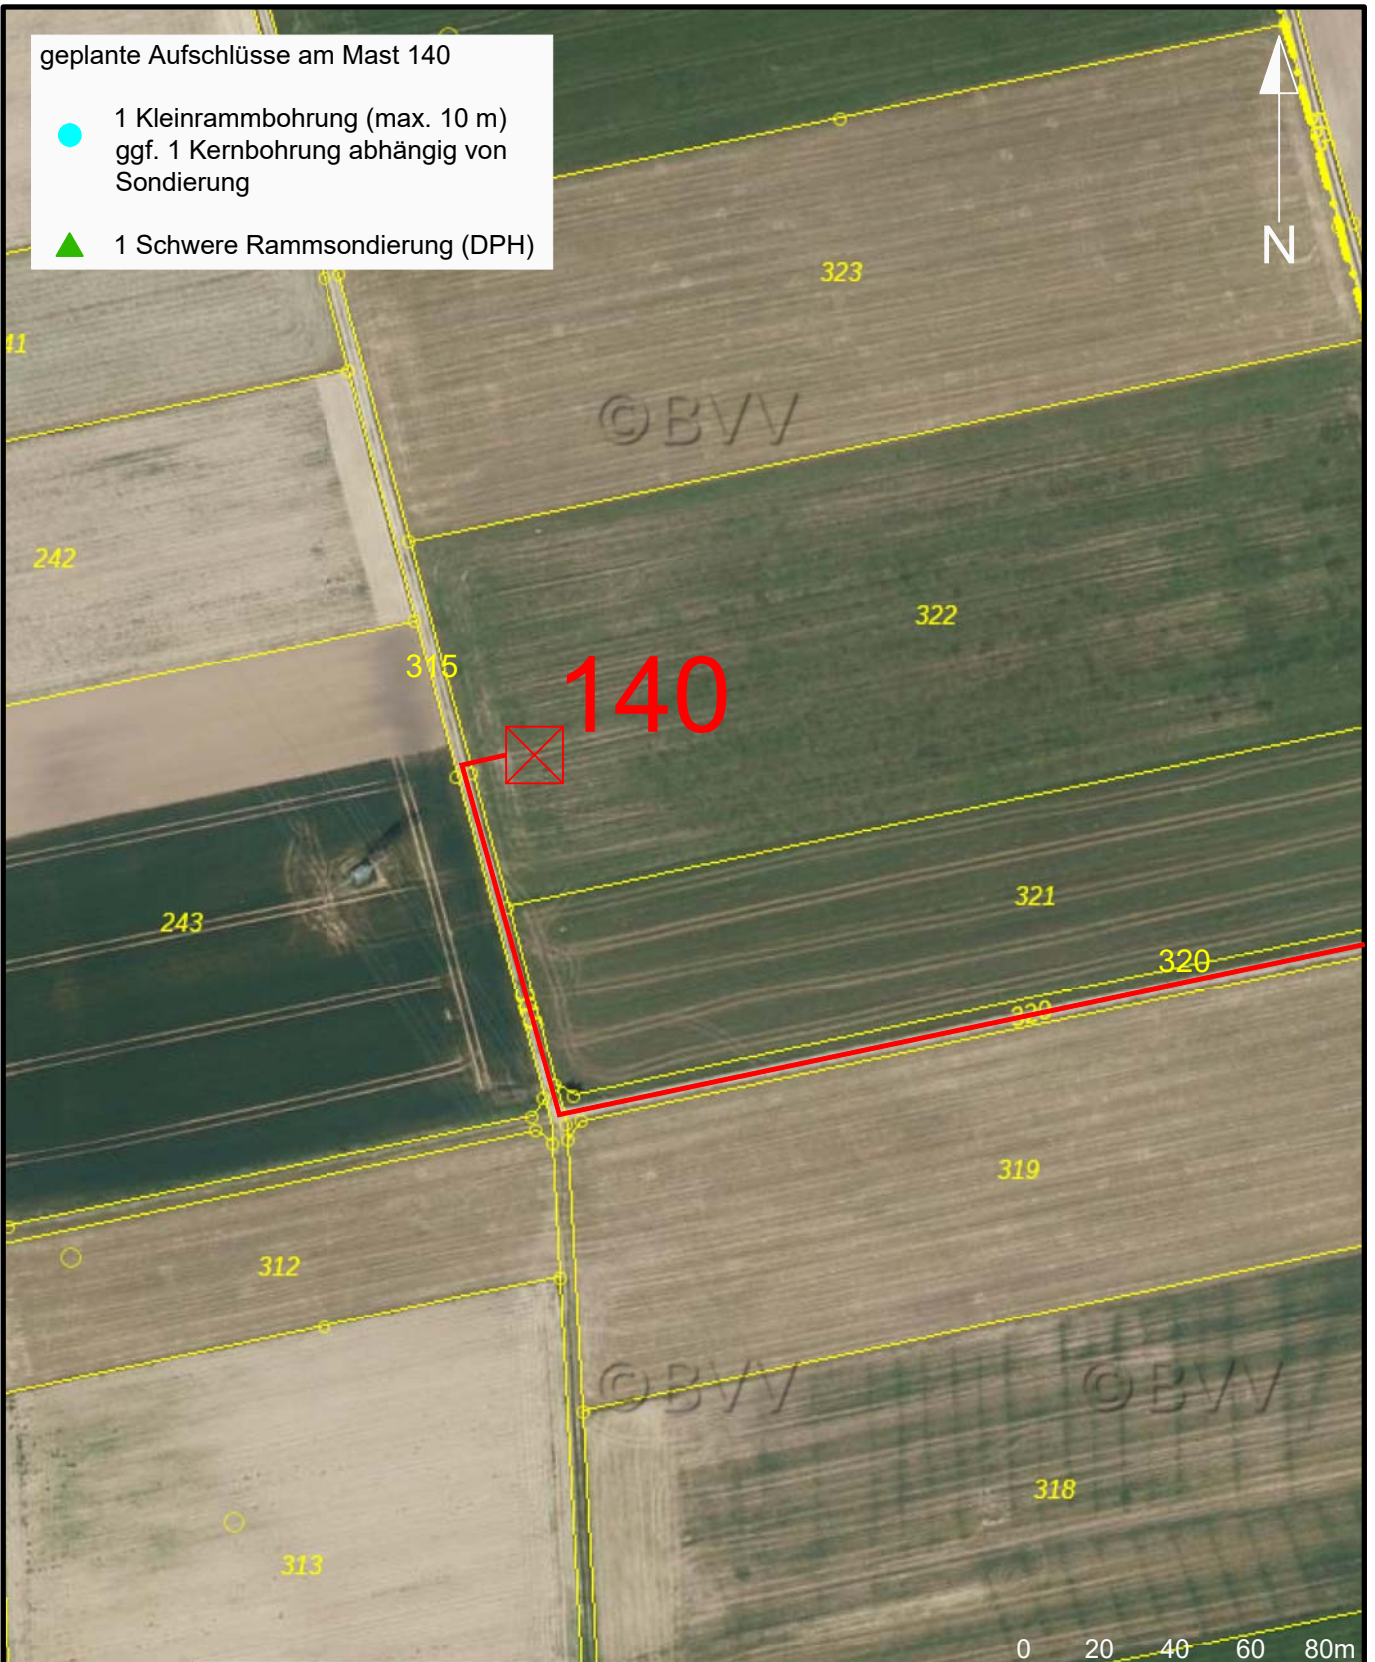 geplante Aufschlüsse am Mast 140
1 Kleinrammbohrung (max. 10 m)
ggf. 1 Kernbohrung abhängig von
Sondierung
1 Schwere Rammsondierung (DPH)
N
323
41
©BVV
242
322
315
140
243
321
320
320
319
312
©BVV
©BVV
318
313
0 20 40 60 80m